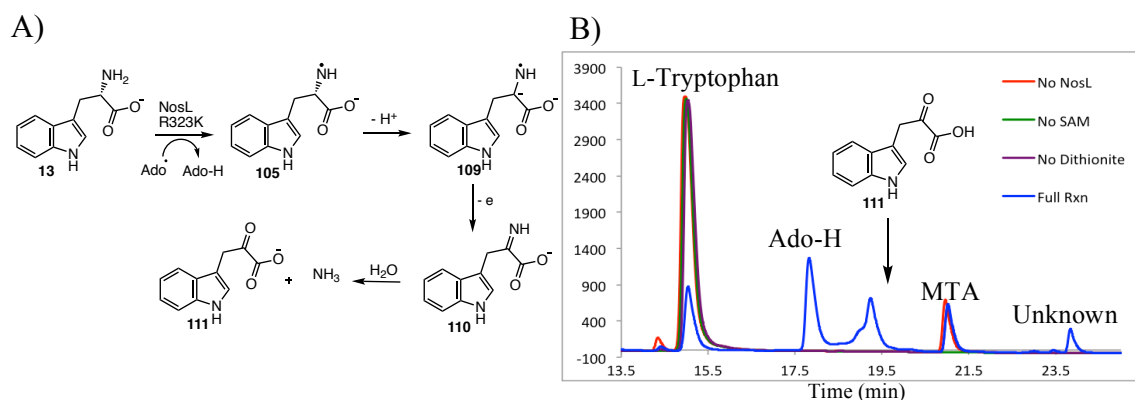 A)
NH₂
O⁻
O
N
H
13
NosL
R323K
Ado•
Ado-H
•
NH
O⁻
O
N
H
105
- H⁺
•
NH
-
O⁻
O
N
H
109
- e
NH
O⁻
O
N
H
110
H₂O
NH₃
+
O
O⁻
O
N
H
111
B)
3900
3400
2900
2400
1900
1400
900
400
-100
13.5 15.5 17.5 19.5 21.5 23.5
Time (min)
L-Tryptophan
Ado-H
MTA
Unknown
O
OH
O
N
H
111
No NosL
No SAM
No Dithionite
Full Rxn